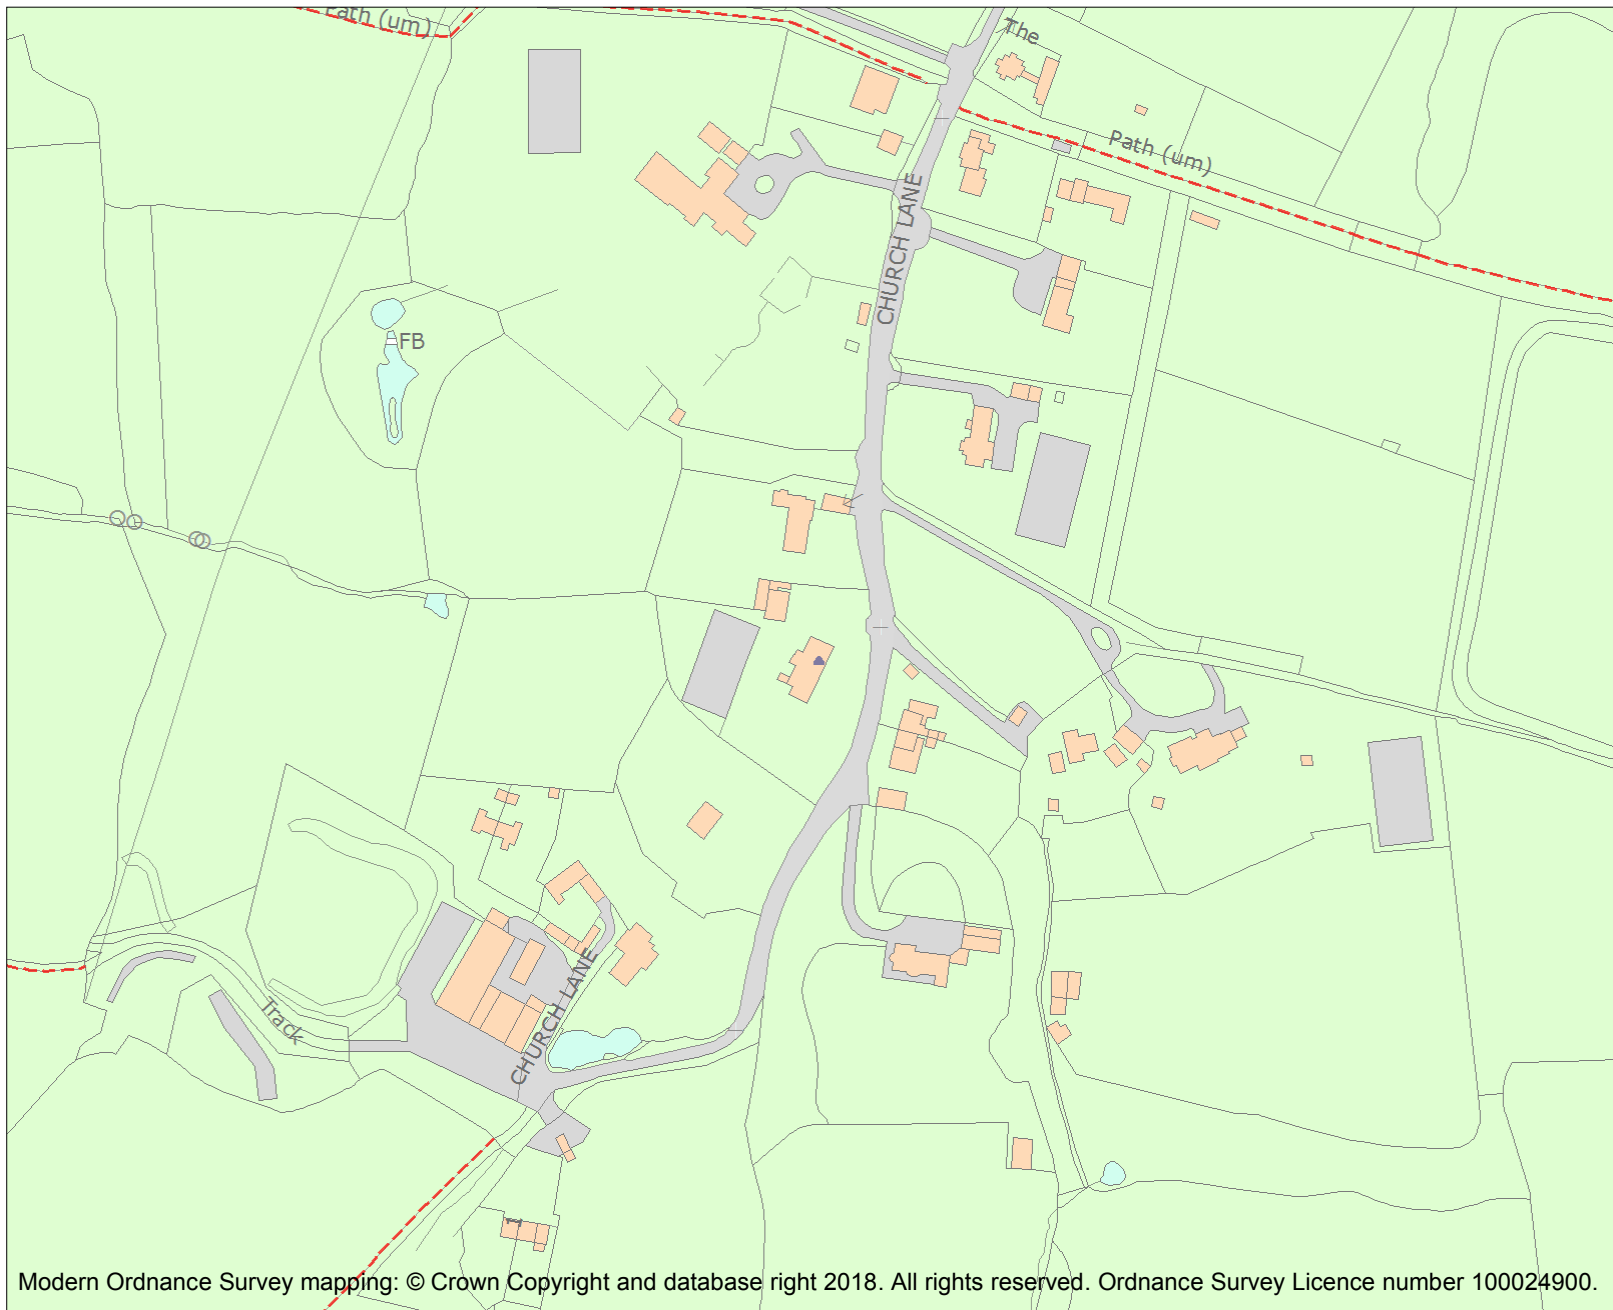 Path (um)
The
Path (um)
CHURCH LANE
FB
CHURCH LANE
Track
1
Modern Ordnance Survey mapping: © Crown Copyright and database right 2018. All rights reserved. Ordnance Survey Licence number 100024900.